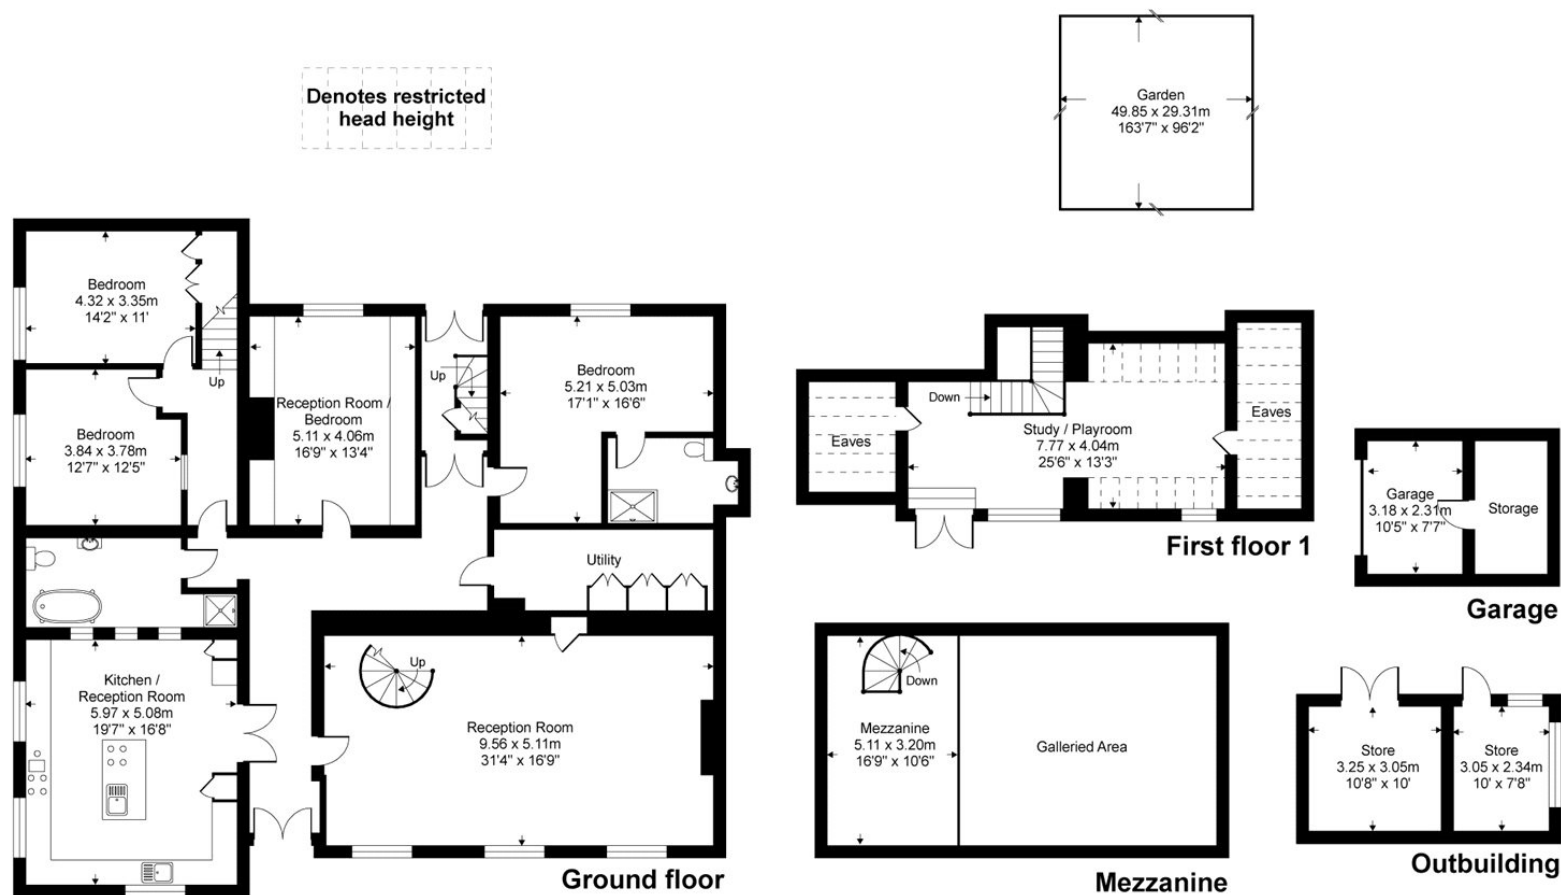 Denotes restricted
head height
Garden
49.85 x 29.31m
163'7" x 96'2"
Bedroom
4.32 x 3.35m
14'2" x 11'
Up
Bedroom
3.84 x 3.78m
12'7" x 12'5"
Reception Room /
Bedroom
5.11 x 4.06m
16'9" x 13'4"
Up
Bedroom
5.21 x 5.03m
17'1" x 16'6"
Utility
Kitchen /
Reception Room
5.97 x 5.08m
19'7" x 16'8"
Up
Reception Room
9.56 x 5.11m
31'4" x 16'9"
Ground floor
Eaves
Down
Study / Playroom
7.77 x 4.04m
25'6" x 13'3"
Eaves
First floor 1
Garage
3.18 x 2.31m
10'5" x 7'7"
Storage
Garage
Down
Mezzanine
5.11 x 3.20m
16'9" x 10'6"
Galleried Area
Mezzanine
Store
3.25 x 3.05m
10'8" x 10'
Store
3.05 x 2.34m
10' x 7'8"
Outbuilding